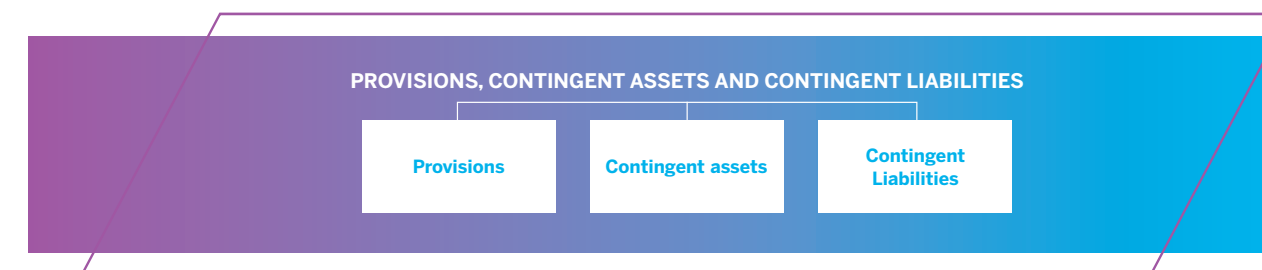 PROVISIONS, CONTINGENT ASSETS AND CONTINGENT LIABILITIES
Provisions
Contingent assets
Contingent
Liabilities